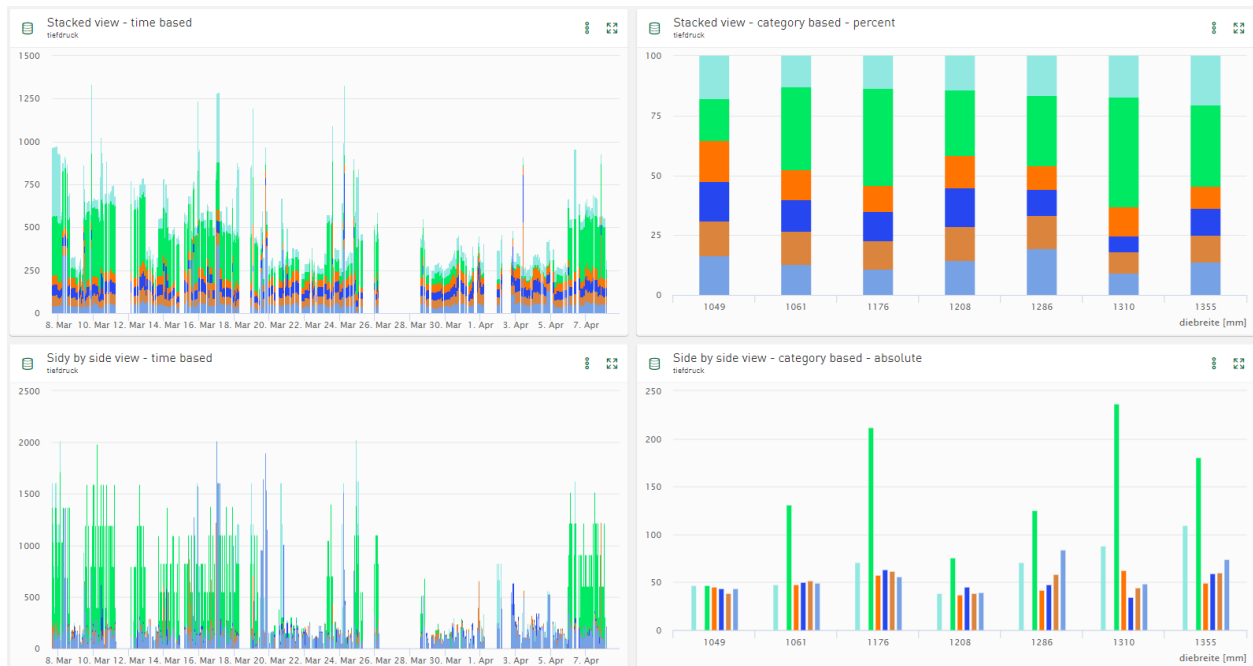 Stacked view - time based
tiefdruck
1500
1250
1000
750
500
250
0
8. Mar 10. Mar 12. Mar 14. Mar 16. Mar 18. Mar 20. Mar 22. Mar 24. Mar 26. Mar 28. Mar 30. Mar 1. Apr 3. Apr 5. Apr 7. Apr
Stacked view - category based - percent
tiefdruck
100
75
50
25
0
1049 1061 1176 1208 1286 1310 1355
diebreite [mm]
Sidy by side view - time based
tiefdruck
2500
2000
1500
1000
500
0
8. Mar 10. Mar 12. Mar 14. Mar 16. Mar 18. Mar 20. Mar 22. Mar 24. Mar 26. Mar 28. Mar 30. Mar 1. Apr 3. Apr 5. Apr 7. Apr
Side by side view - category based - absolute
tiefdruck
250
200
150
100
50
0
1049 1061 1176 1208 1286 1310 1355
diebreite [mm]